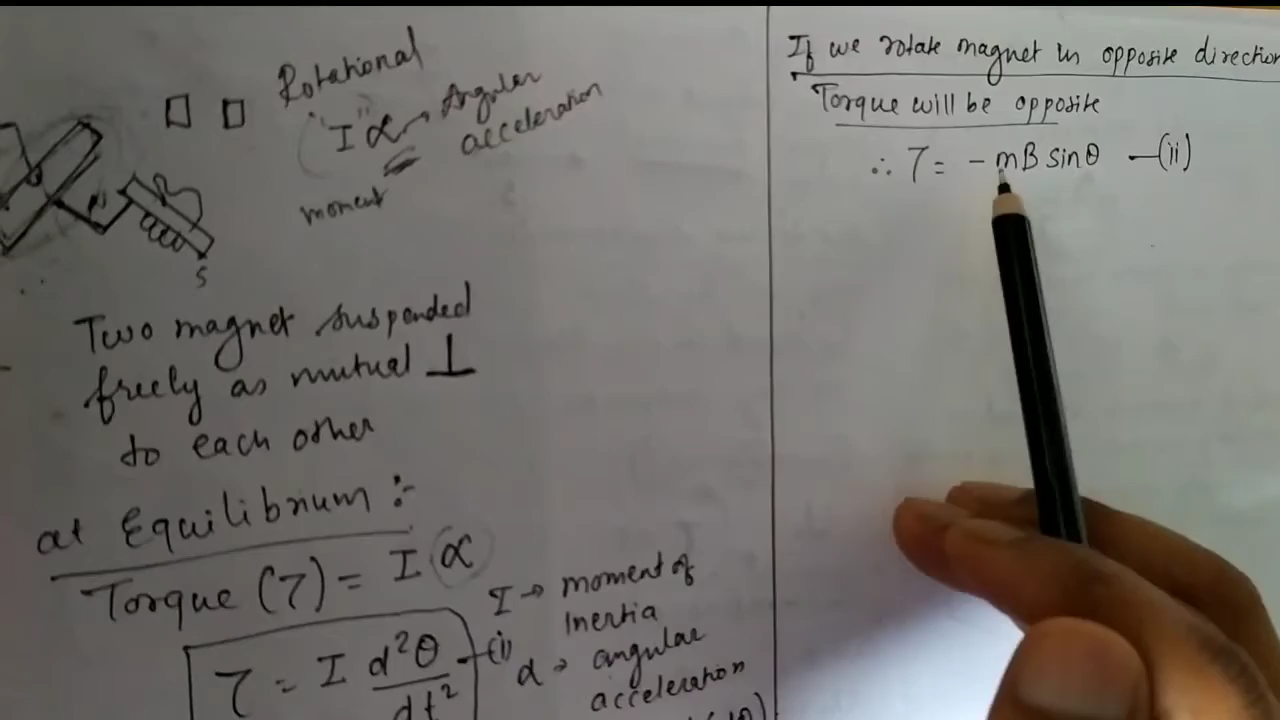 Rotational
"I" α → Angular
acceleration
moment
S
Two magnet suspended
freely as mutual ⊥
to each other
at Equilibrium :-
Torque (τ) = I α
I → moment of
Inertia
τ = I d²θ/dt² —(i)
α → angular
acceleration
If we rotate magnet in opposite direction
Torque will be opposite
∴ τ = - mB sinθ —(ii)